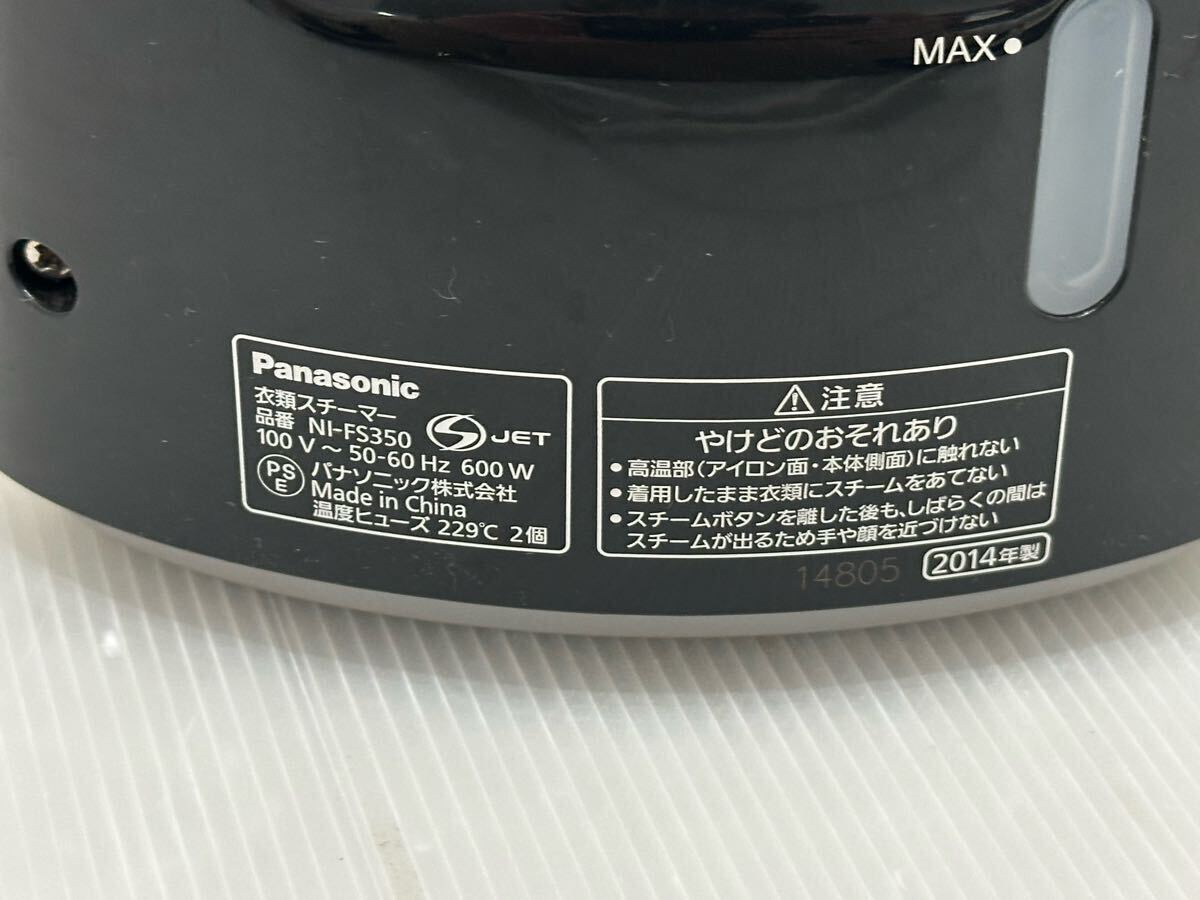 MAX
Panasonic
衣類スチーマー
品番 NI-FS350 JET
100 V ~ 50-60 Hz 600 W
PS E パナソニック株式会社
Made in China
温度ヒューズ 229℃ 2個
注意
やけどのおそれあり
•高温部(アイロン面・本体側面)に触れない
•着用したまま衣類にスチームをあてない
•スチームボタンを離した後も、しばらくの間は
スチームが出るため手や顔を近づけない
14805 2014年製